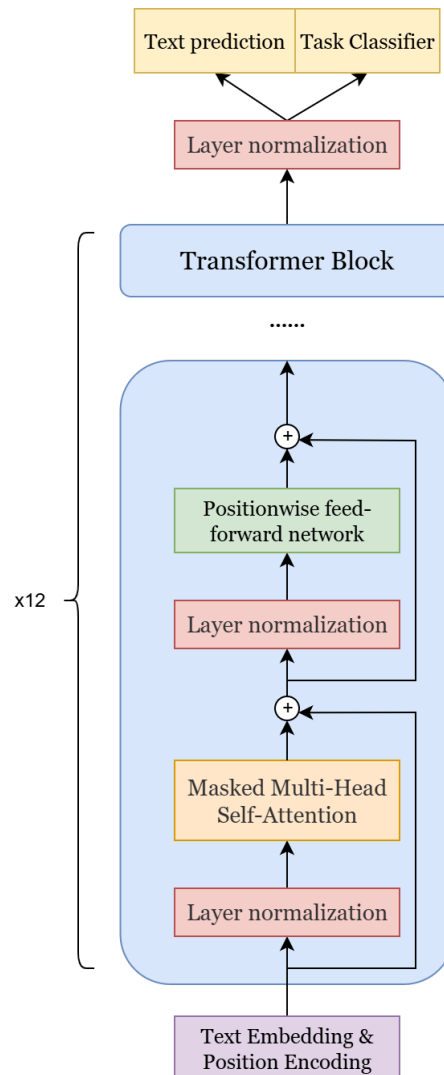 Text prediction
Task Classifier
Layer normalization
Transformer Block
......
+
Positionwise feed-
forward network
x12
Layer normalization
+
Masked Multi-Head
Self-Attention
Layer normalization
Text Embedding &
Position Encoding